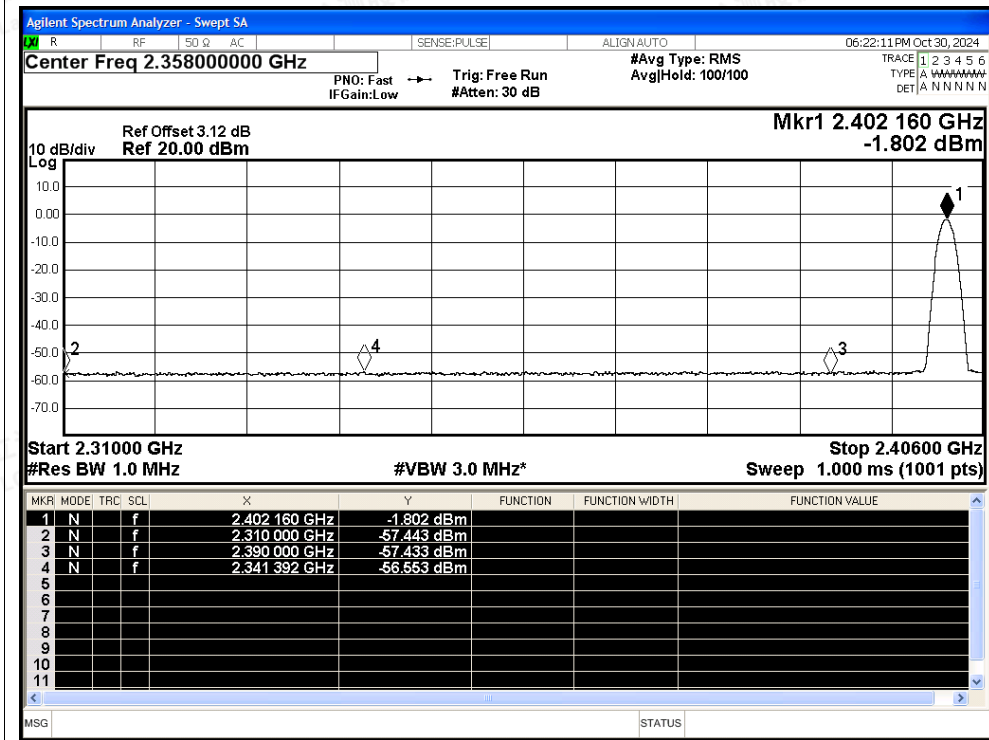 Agilent Spectrum Analyzer - Swept SA
LXI R RF 50 Ω AC SENSE:PULSE ALIGN AUTO 06:22:11 PM Oct 30, 2024
Center Freq 2.358000000 GHz
PNO: Fast
IFGain:Low
Trig: Free Run
#Atten: 30 dB
#Avg Type: RMS
Avg|Hold: 100/100
TRACE 1 2 3 4 5 6
TYPE A WWWWW
DET A N N N N N
Mkr1 2.402 160 GHz
-1.802 dBm
Ref Offset 3.12 dB
10 dB/div Ref 20.00 dBm
Log
10.0
0.00
-10.0
-20.0
-30.0
-40.0
-50.0
-60.0
-70.0
1
2
4
3
Start 2.31000 GHz Stop 2.40600 GHz
#Res BW 1.0 MHz #VBW 3.0 MHz* Sweep 1.000 ms (1001 pts)
MKR MODE TRC SCL X Y FUNCTION FUNCTION WIDTH FUNCTION VALUE
1 N f 2.402 160 GHz -1.802 dBm
2 N f 2.310 000 GHz -57.443 dBm
3 N f 2.390 000 GHz -57.433 dBm
4 N f 2.341 392 GHz -56.553 dBm
5
6
7
8
9
10
11
MSG STATUS